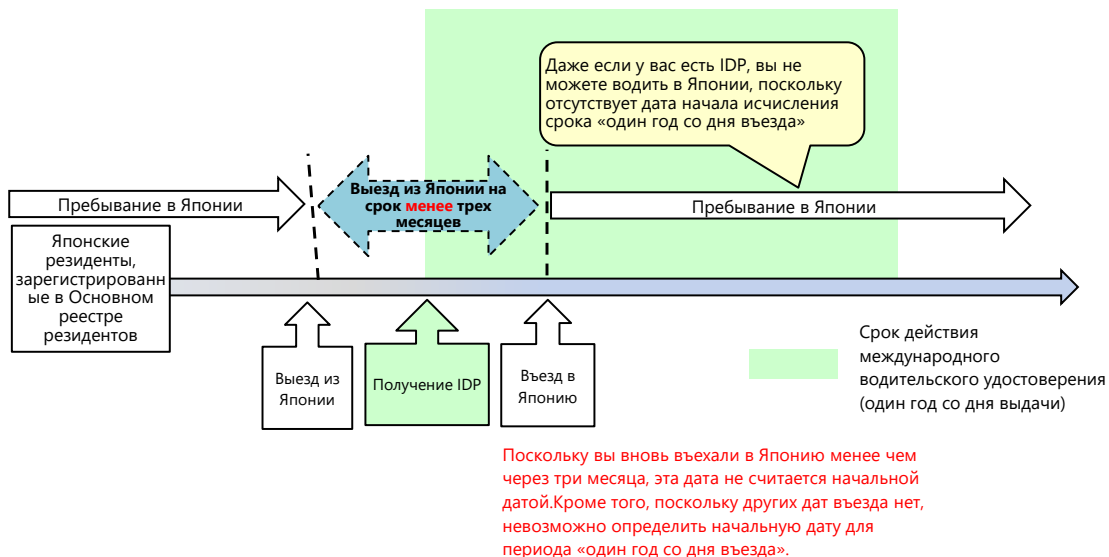 Даже если у вас есть IDP, вы не
можете водить в Японии, поскольку
отсутствует дата начала исчисления
срока «один год со дня въезда»
Пребывание в Японии
Выезд из Японии на
срок менее трех
месяцев
Пребывание в Японии
Японские
резиденты,
зарегистрированн
ые в Основном
реестре
резидентов
Выезд из
Японии
Получение IDP
Въезд в
Японию
Срок действия
международного
водительского удостоверения
(один год со дня выдачи)
Поскольку вы вновь въехали в Японию менее чем
через три месяца, эта дата не считается начальной
датой.Кроме того, поскольку других дат въезда нет,
невозможно определить начальную дату для
периода «один год со дня въезда».